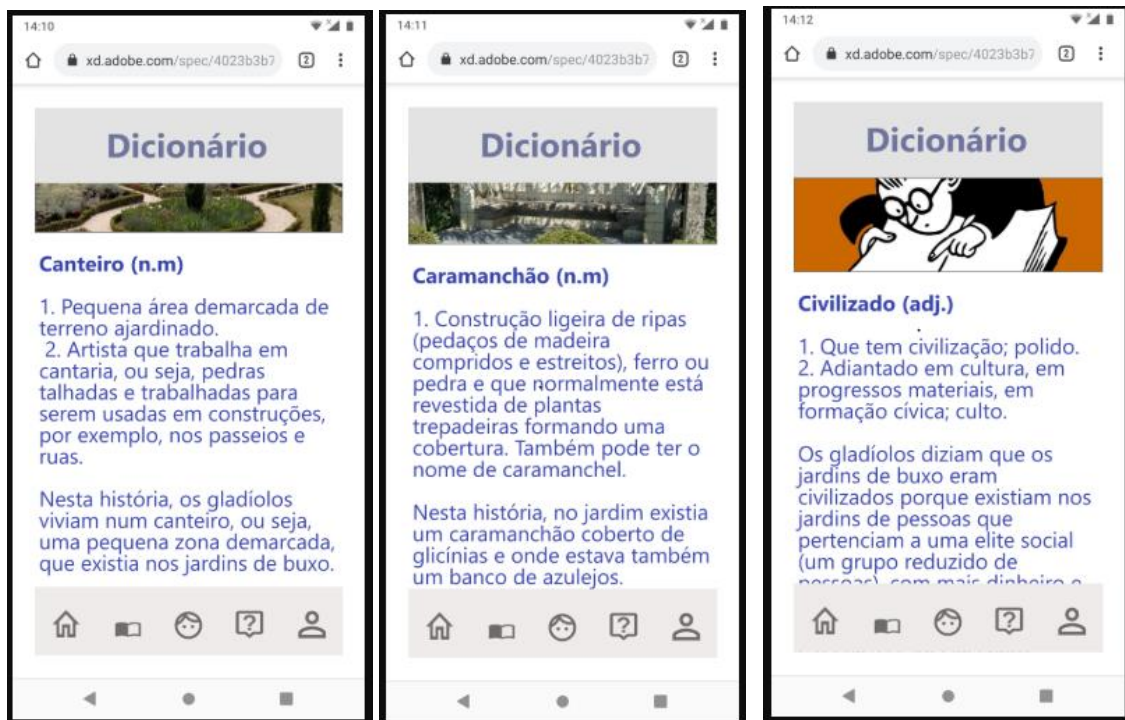 14:10
xd.adobe.com/spec/4023b3b7
2
Dicionário
Canteiro (n.m)
1. Pequena área demarcada de
terreno ajardinado.
2. Artista que trabalha em
cantaria, ou seja, pedras
talhadas e trabalhadas para
serem usadas em construções,
por exemplo, nos passeios e
ruas.
Nesta história, os gladíolos
viviam num canteiro, ou seja,
uma pequena zona demarcada,
que existia nos jardins de buxo.
?
14:11
xd.adobe.com/spec/4023b3b7
2
Dicionário
Caramanchão (n.m)
1. Construção ligeira de ripas
(pedaços de madeira
compridos e estreitos), ferro ou
pedra e que normalmente está
revestida de plantas
trepadeiras formando uma
cobertura. Também pode ter o
nome de caramanchel.
Nesta história, no jardim existia
um caramanchão coberto de
glicínias e onde estava também
um banco de azulejos.
?
14:12
xd.adobe.com/spec/4023b3b7
2
Dicionário
Civilizado (adj.)
1. Que tem civilização; polido.
2. Adiantado em cultura, em
progressos materiais, em
formação cívica; culto.
Os gladíolos diziam que os
jardins de buxo eram
civilizados porque existiam nos
jardins de pessoas que
pertenciam a uma elite social
(um grupo reduzido de
pessoas), com mais dinheiro e
?